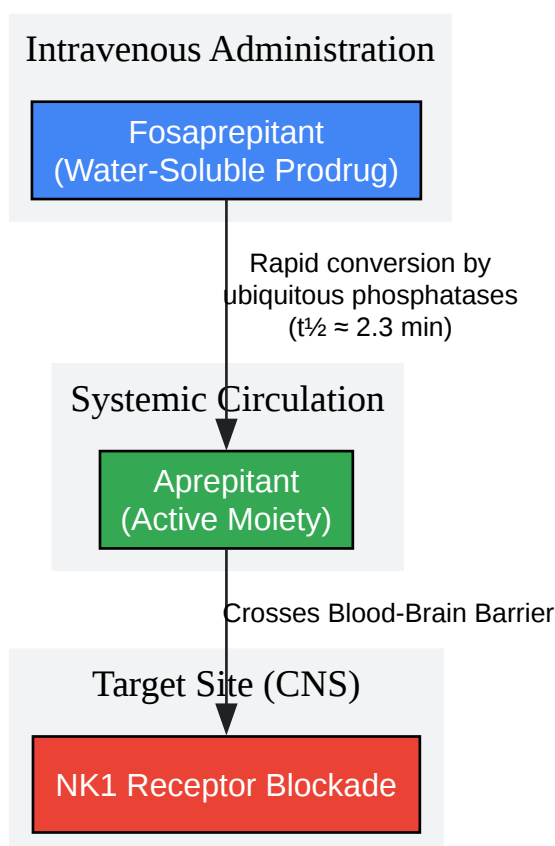 Intravenous Administration
Fosaprepitant
(Water-Soluble Prodrug)
Rapid conversion by
ubiquitous phosphatases
(t½ ≈ 2.3 min)
Systemic Circulation
Aprepitant
(Active Moiety)
Crosses Blood-Brain Barrier
Target Site (CNS)
NK1 Receptor Blockade